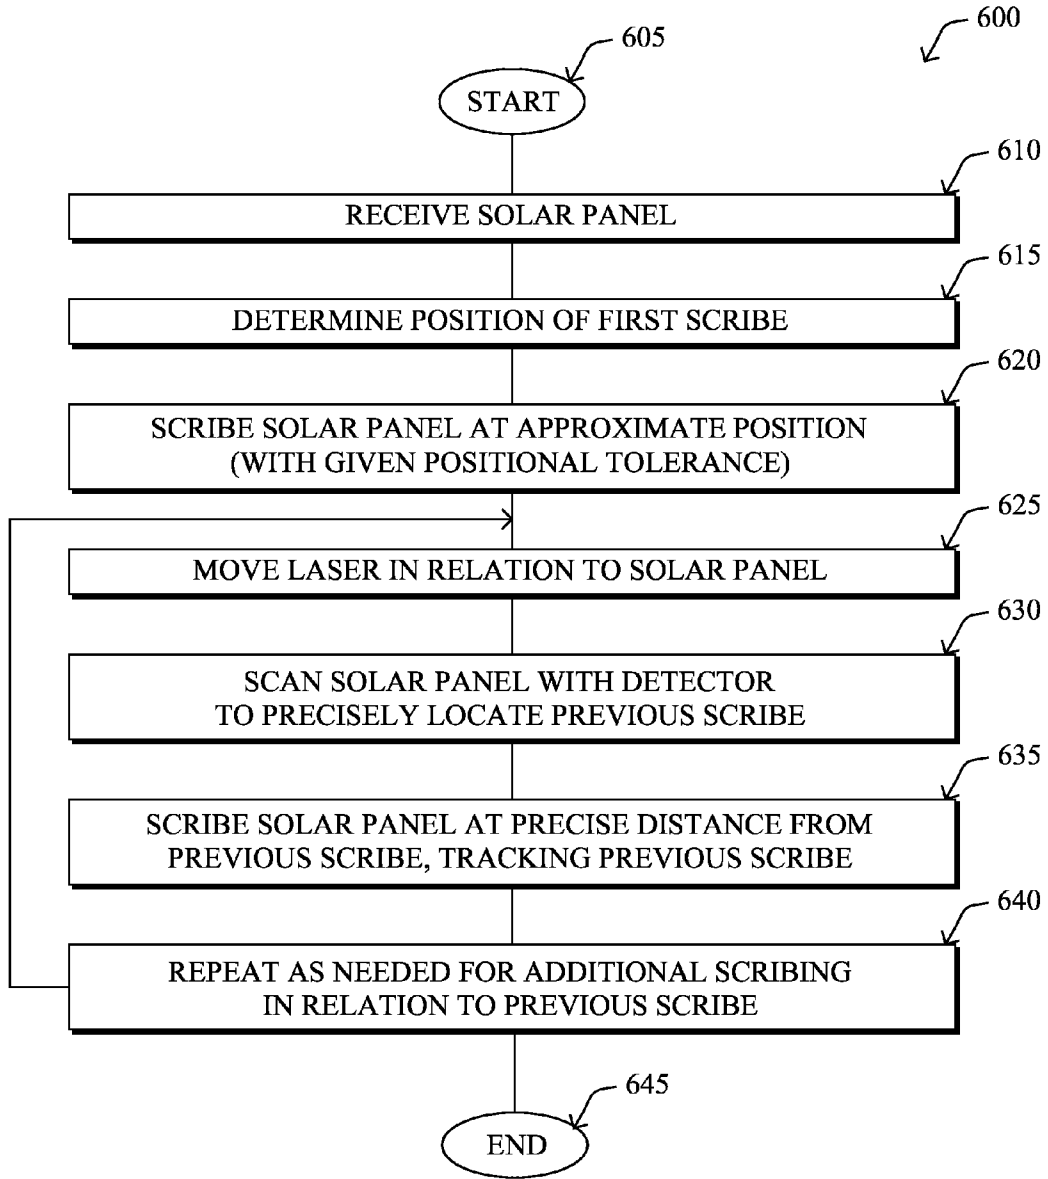 600
605
START
610
RECEIVE SOLAR PANEL
615
DETERMINE POSITION OF FIRST SCRIBE
620
SCRIBE SOLAR PANEL AT APPROXIMATE POSITION
(WITH GIVEN POSITIONAL TOLERANCE)
625
MOVE LASER IN RELATION TO SOLAR PANEL
630
SCAN SOLAR PANEL WITH DETECTOR
TO PRECISELY LOCATE PREVIOUS SCRIBE
635
SCRIBE SOLAR PANEL AT PRECISE DISTANCE FROM
PREVIOUS SCRIBE, TRACKING PREVIOUS SCRIBE
640
REPEAT AS NEEDED FOR ADDITIONAL SCRIBING
IN RELATION TO PREVIOUS SCRIBE
645
END